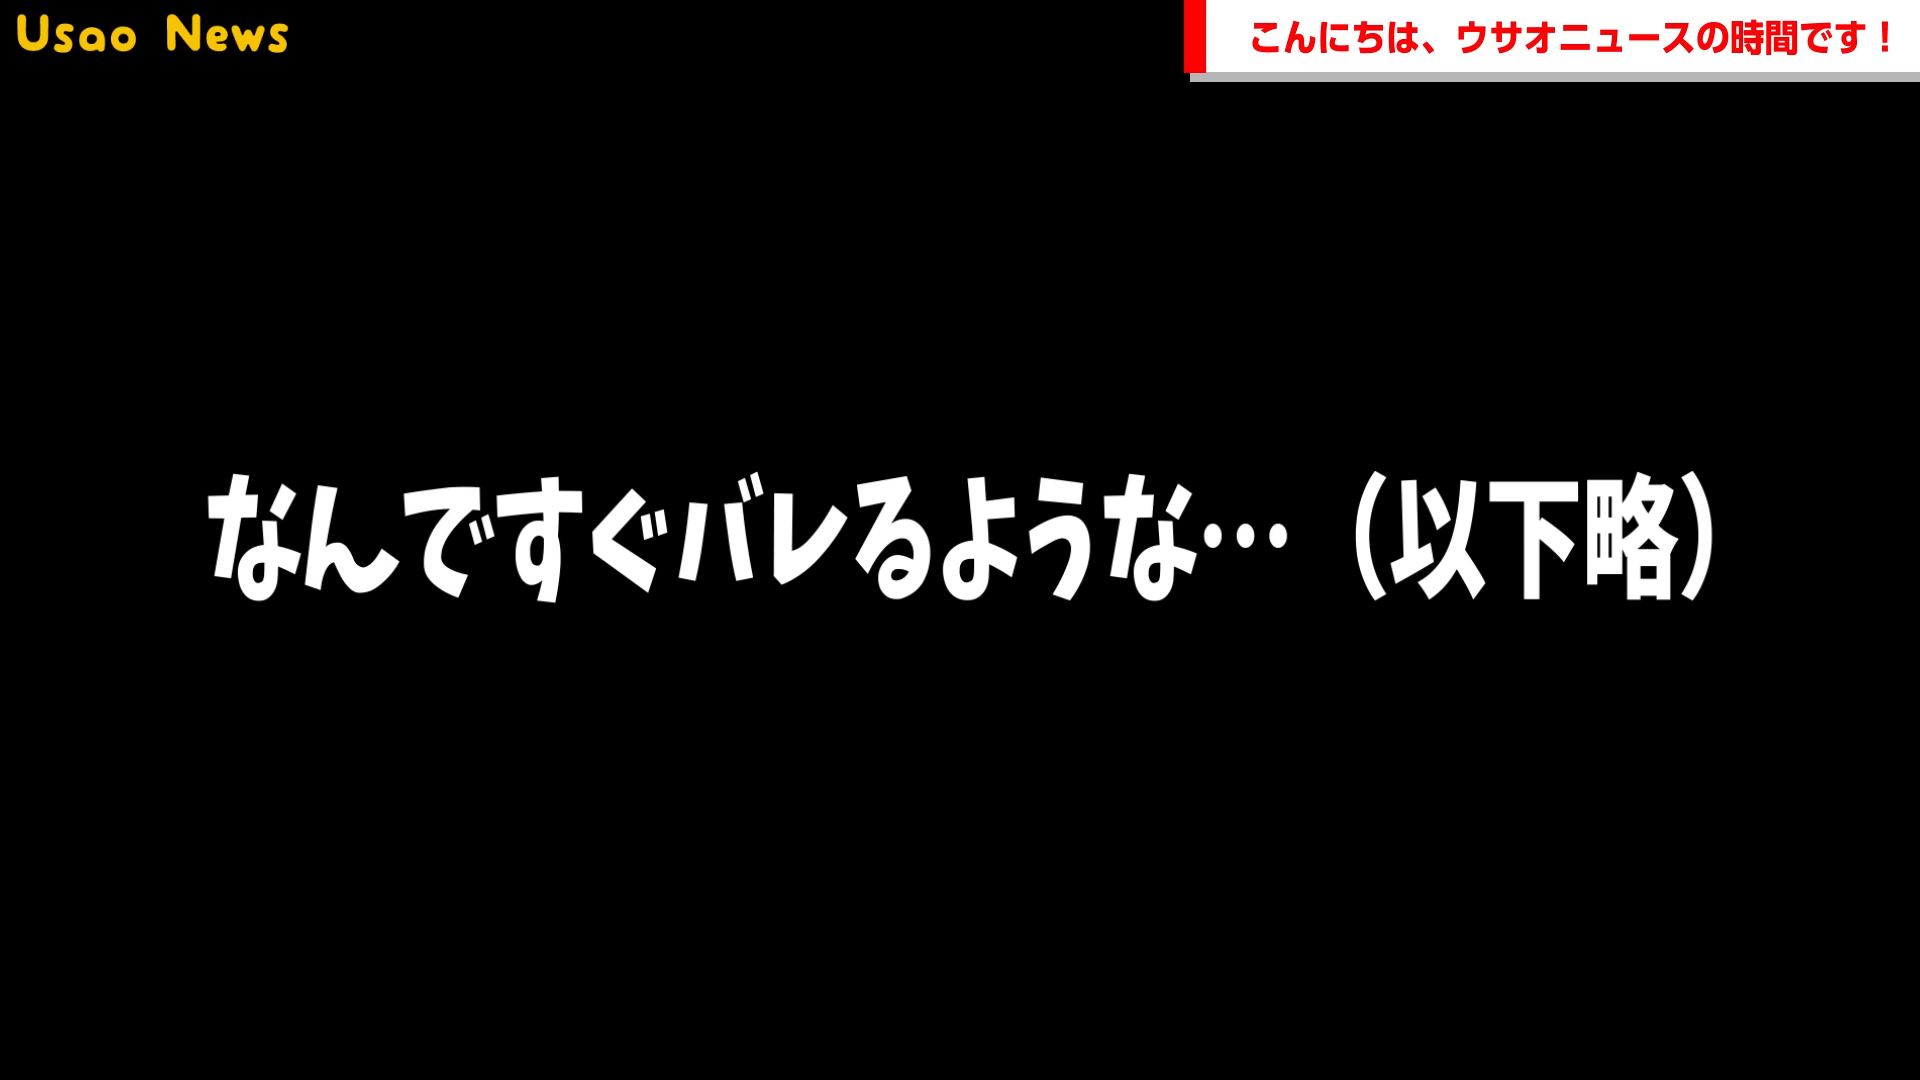 Usao News
こんにちは、ウサオニュースの時間です！
なんですぐバレるような…（以下略）